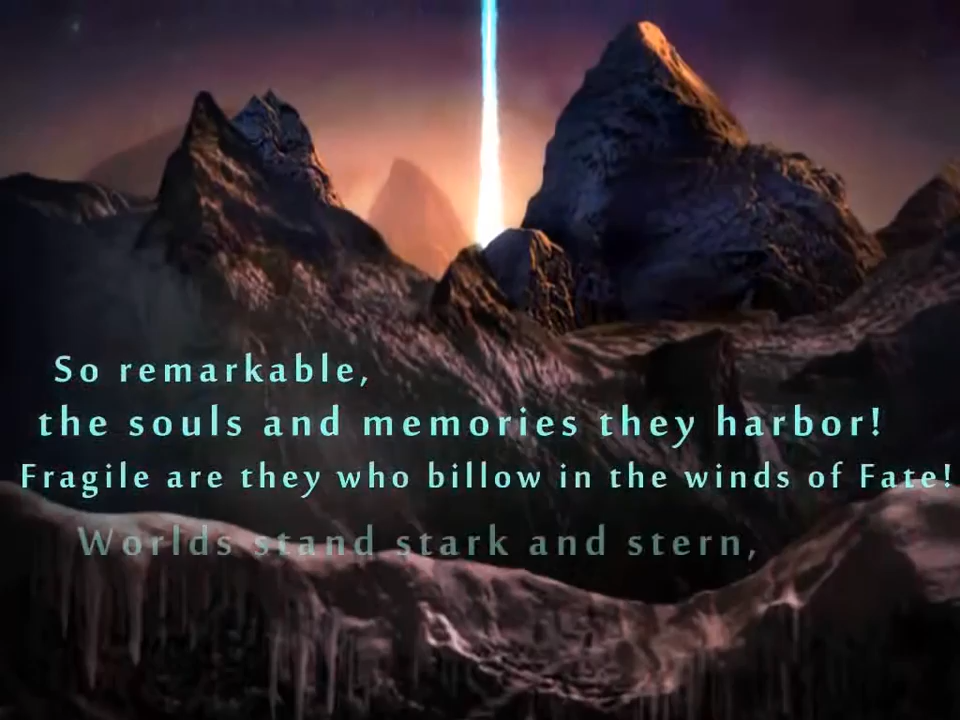 So remarkable,
the souls and memories they harbor!
Fragile are they who billow in the winds of Fate!
Worlds stand stark and stern,